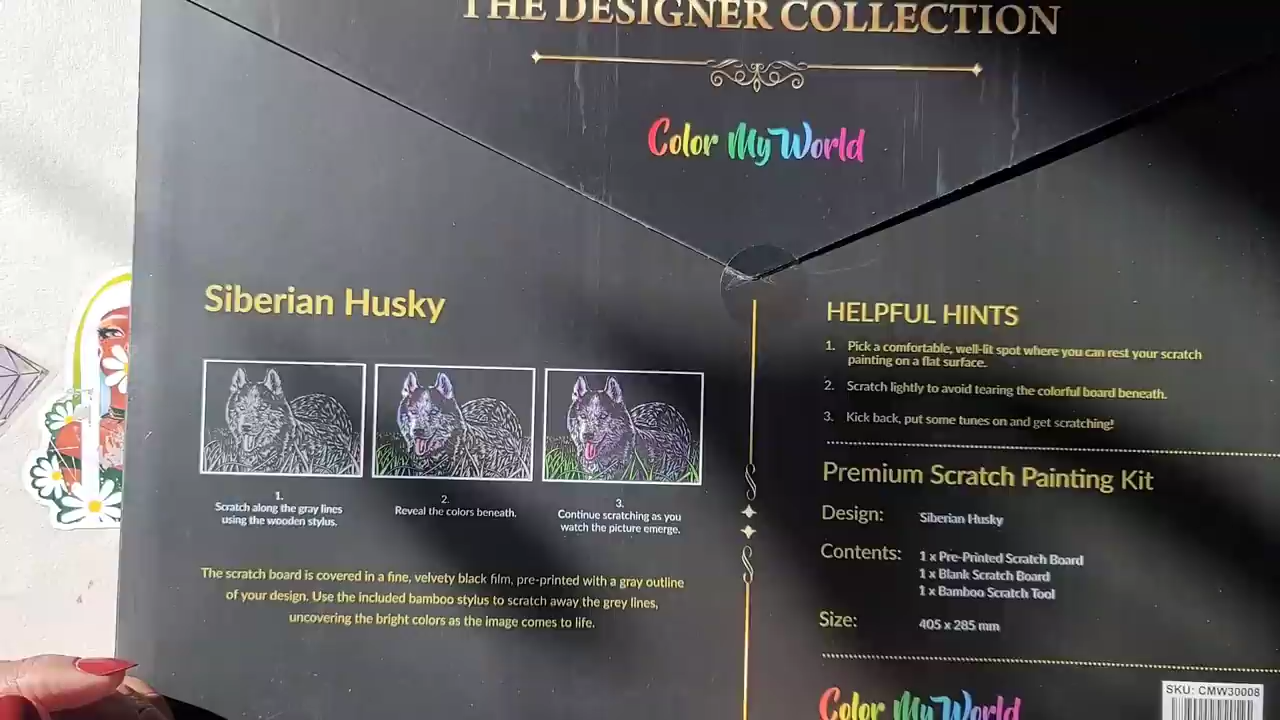 THE DESIGNER COLLECTION
Color My World
Siberian Husky
1.
Scratch along the gray lines
using the wooden stylus.
2.
Reveal the colors beneath.
3.
Continue scratching as you
watch the picture emerge.
The scratch board is covered in a fine, velvety black film, pre-printed with a gray outline
of your design. Use the included bamboo stylus to scratch away the grey lines,
uncovering the bright colors as the image comes to life.
HELPFUL HINTS
1. Pick a comfortable, well-lit spot where you can rest your scratch
painting on a flat surface.
2. Scratch lightly to avoid tearing the colorful board beneath.
3. Kick back, put some tunes on and get scratching!
Premium Scratch Painting Kit
Design: Siberian Husky
Contents: 1 x Pre-Printed Scratch Board
1 x Blank Scratch Board
1 x Bamboo Scratch Tool
Size: 405 x 285 mm
Color My World
SKU: CMW30008